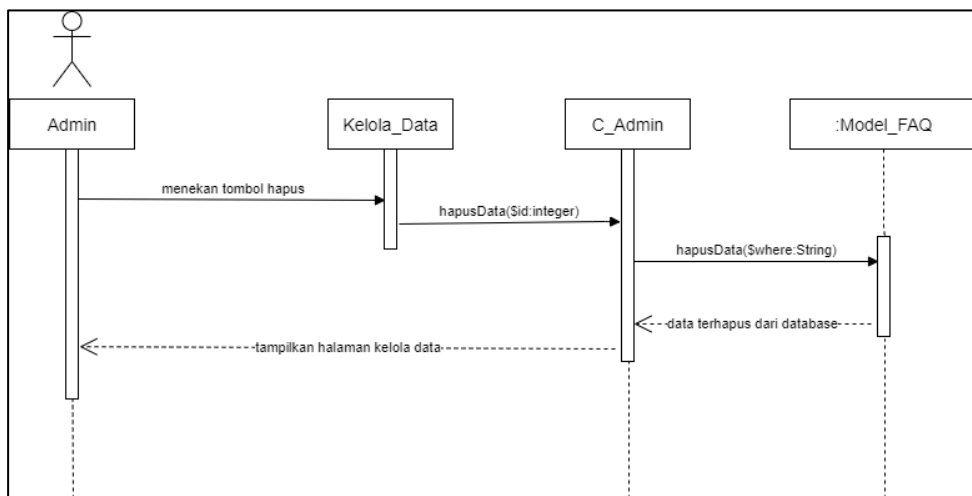 Admin
Kelola_Data
C_Admin
:Model_FAQ
menekan tombol hapus
hapusData($id:integer)
hapusData($where:String)
data terhapus dari database
tampilkan halaman kelola data